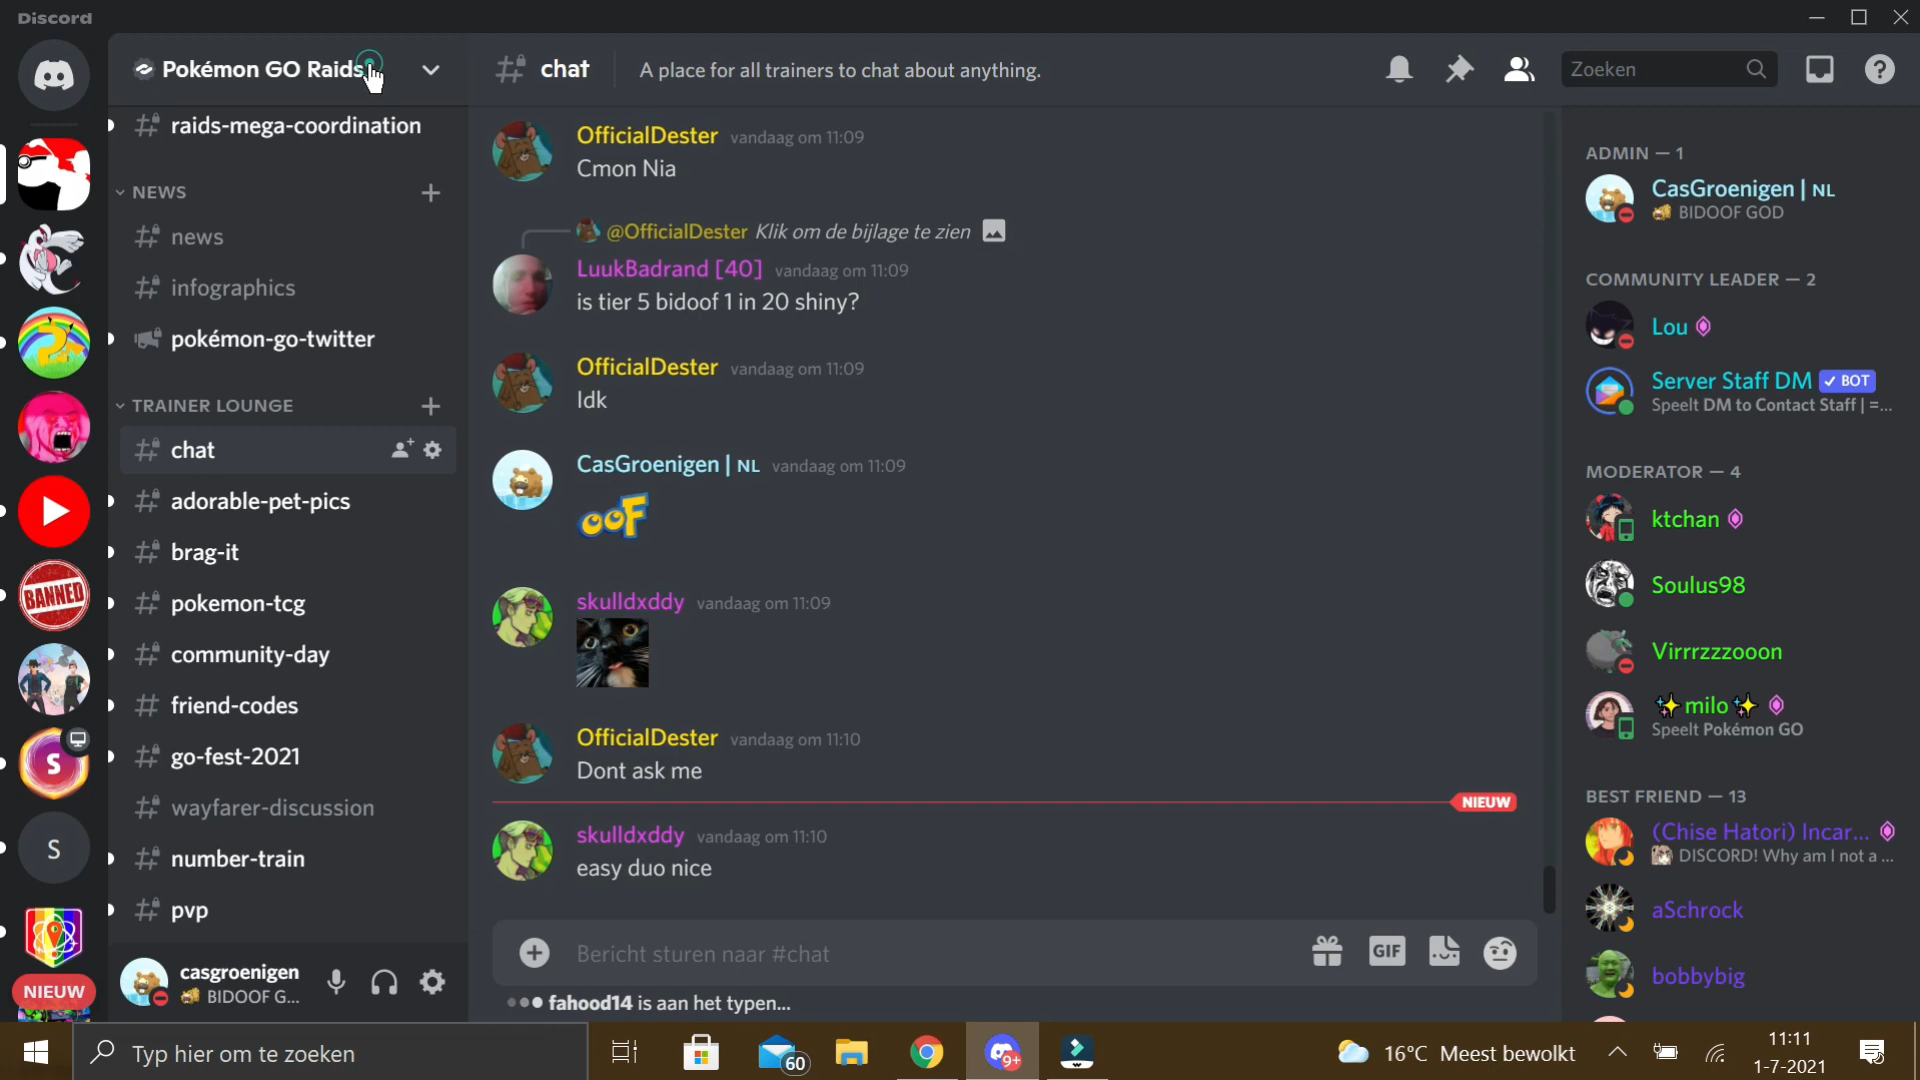 Discord
Pokémon GO Raids
chat
A place for all trainers to chat about anything.
Zoeken
raids-mega-coordination
NEWS
news
infographics
pokémon-go-twitter
TRAINER LOUNGE
chat
adorable-pet-pics
brag-it
pokemon-tcg
community-day
friend-codes
go-fest-2021
wayfarer-discussion
number-train
pvp
BANNED
S
S
NIEUW
casgroenigen
BIDOOF G...
OfficialDester vandaag om 11:09
Cmon Nia
@OfficialDester Klik om de bijlage te zien
LuukBadrand [40] vandaag om 11:09
is tier 5 bidoof 1 in 20 shiny?
OfficialDester vandaag om 11:09
Idk
CasGroenigen | NL vandaag om 11:09
ooF
skulldxddy vandaag om 11:09
OfficialDester vandaag om 11:10
Dont ask me
NIEUW
skulldxddy vandaag om 11:10
easy duo nice
Bericht sturen naar #chat
GIF
fahood14 is aan het typen...
ADMIN — 1
CasGroenigen | NL
BIDOOF GOD
COMMUNITY LEADER — 2
Lou
Server Staff DM ✓ BOT
Speelt DM to Contact Staff | =...
MODERATOR — 4
ktchan
Soulus98
Virrrzzzooon
✨milo✨
Speelt Pokémon GO
BEST FRIEND — 13
(Chise Hatori) Incar...
DISCORD! Why am I not a ...
aSchrock
bobbybig
Typ hier om te zoeken
60
9+
16°C Meest bewolkt
11:11
1-7-2021